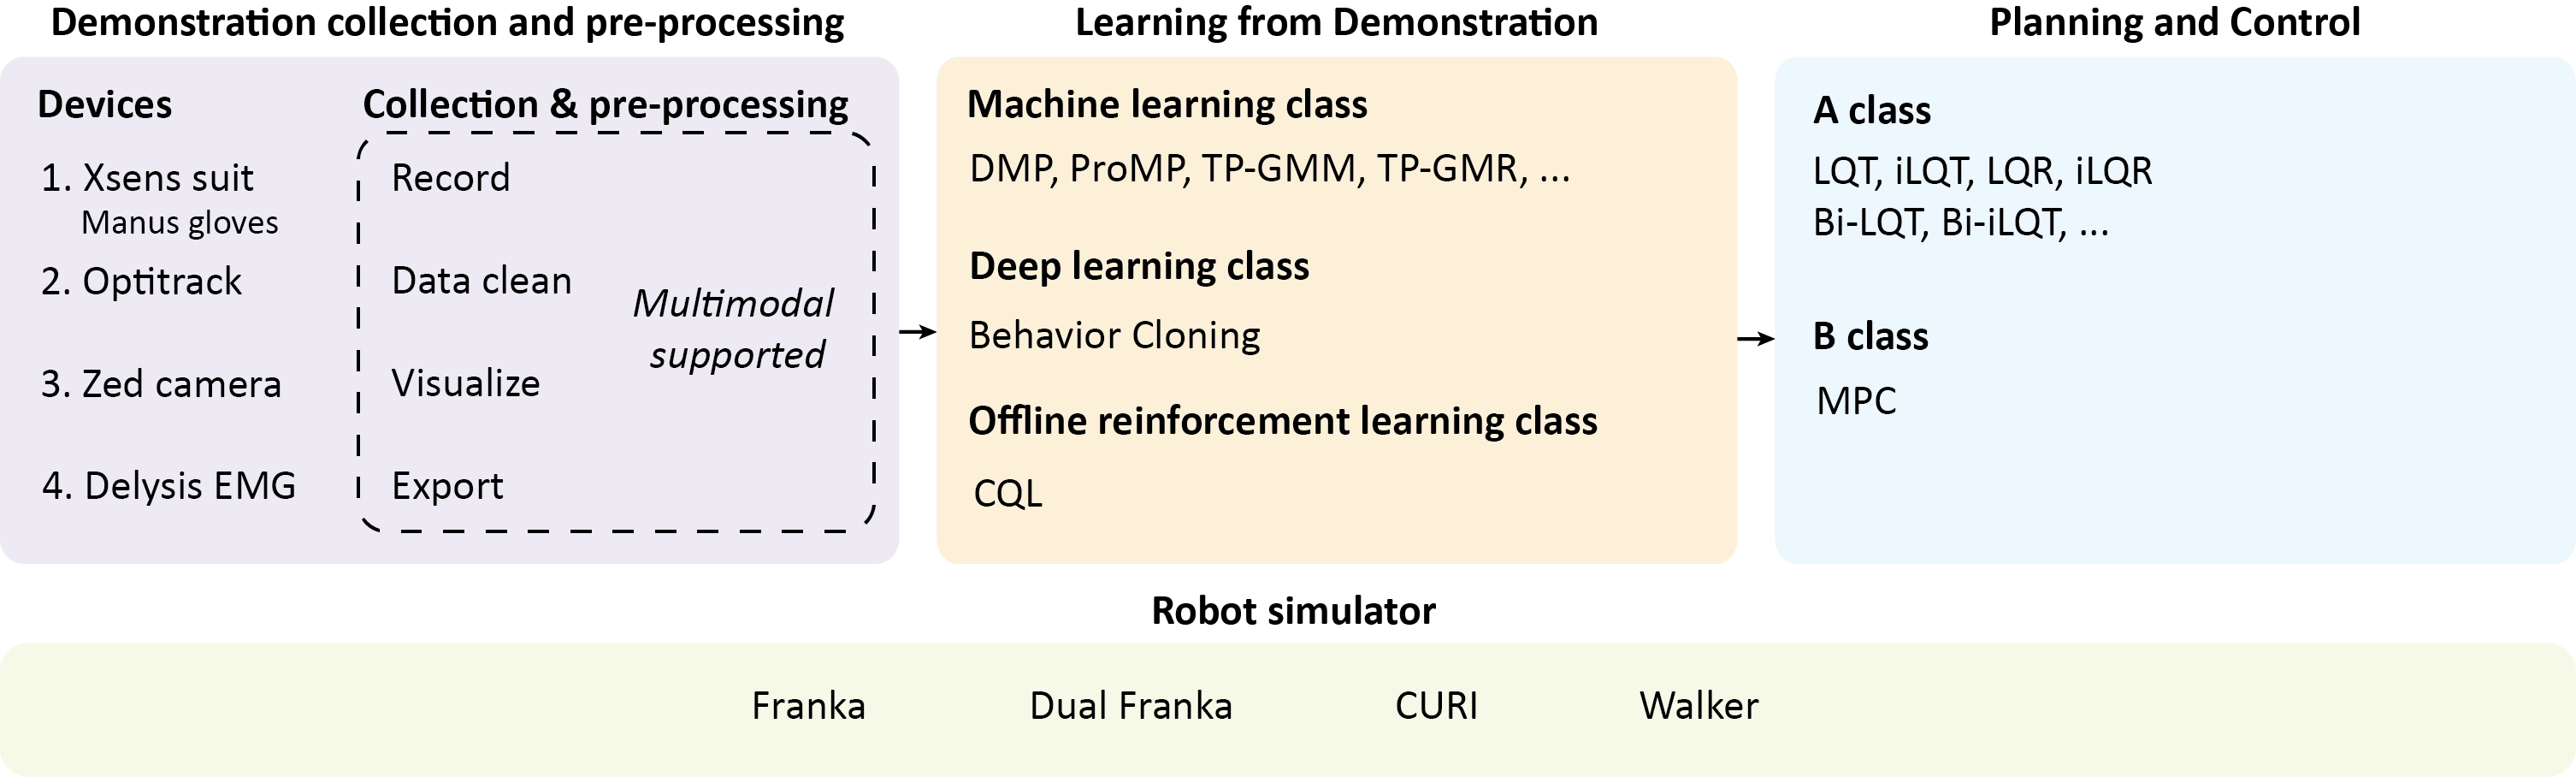 Demonstration collection and pre-processing
Devices
1. Xsens suit
Manus gloves
2. Optitrack
3. Zed camera
4. Delysis EMG
Collection & pre-processing
Record
Data clean
Visualize
Export
Multimodal
supported
Learning from Demonstration
Machine learning class
DMP, ProMP, TP-GMM, TP-GMR, ...
Deep learning class
Behavior Cloning
Offline reinforcement learning class
CQL
Planning and Control
A class
LQT, iLQT, LQR, iLQR
Bi-LQT, Bi-iLQT, ...
B class
MPC
Robot simulator
Franka
Dual Franka
CURI
Walker